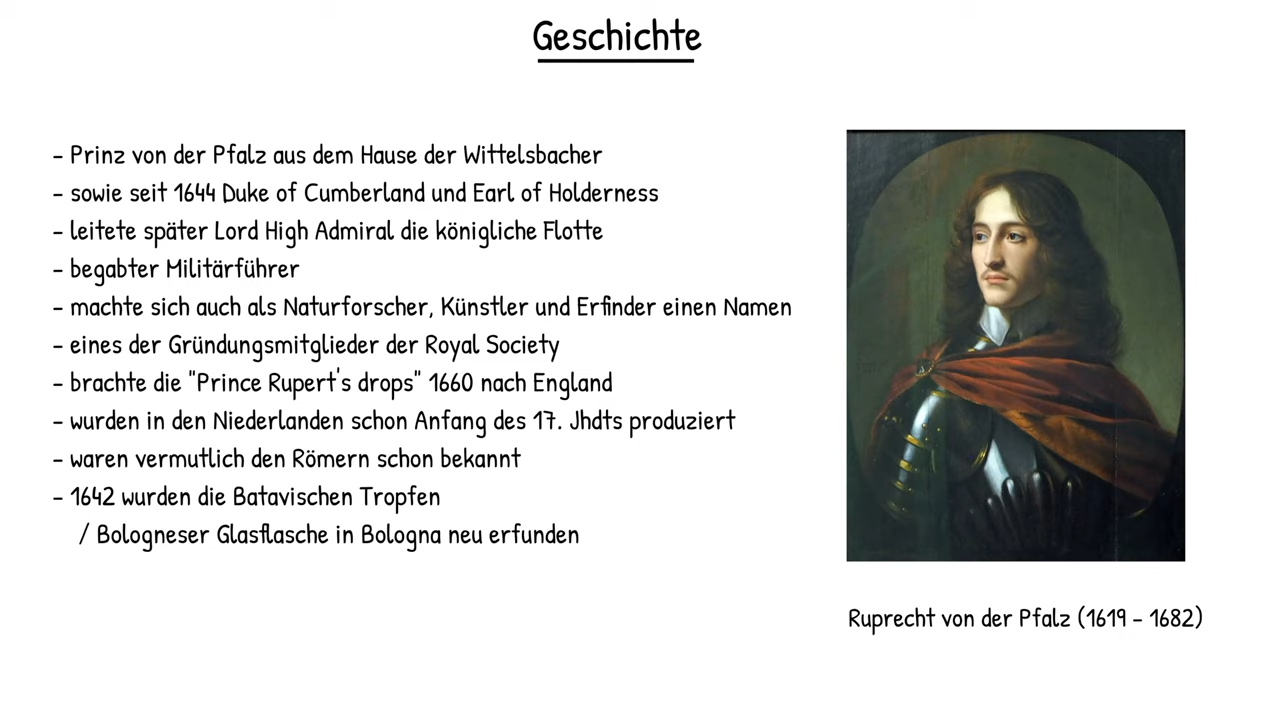 Geschichte
- Prinz von der Pfalz aus dem Hause der Wittelsbacher
- sowie seit 1644 Duke of Cumberland und Earl of Holderness
- leitete später Lord High Admiral die königliche Flotte
- begabter Militärführer
- machte sich auch als Naturforscher, Künstler und Erfinder einen Namen
- eines der Gründungsmitglieder der Royal Society
- brachte die "Prince Rupert's drops" 1660 nach England
- wurden in den Niederlanden schon Anfang des 17. Jhdts produziert
- waren vermutlich den Römern schon bekannt
- 1642 wurden die Batavischen Tropfen
/ Bologneser Glasflasche in Bologna neu erfunden
Ruprecht von der Pfalz (1619 - 1682)